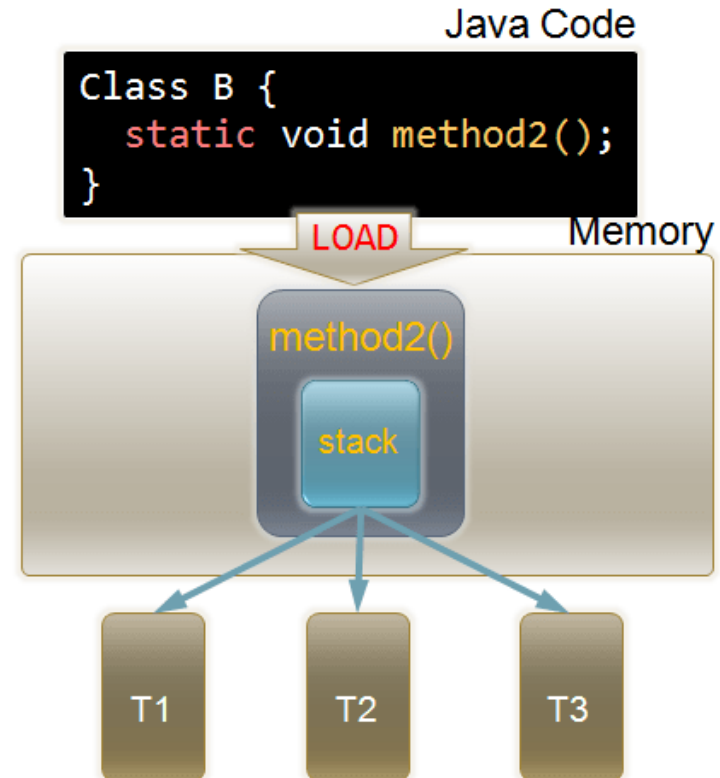 Java Code
Class B {
  static void method2();
}
LOAD
Memory
method2()
stack
T1
T2
T3